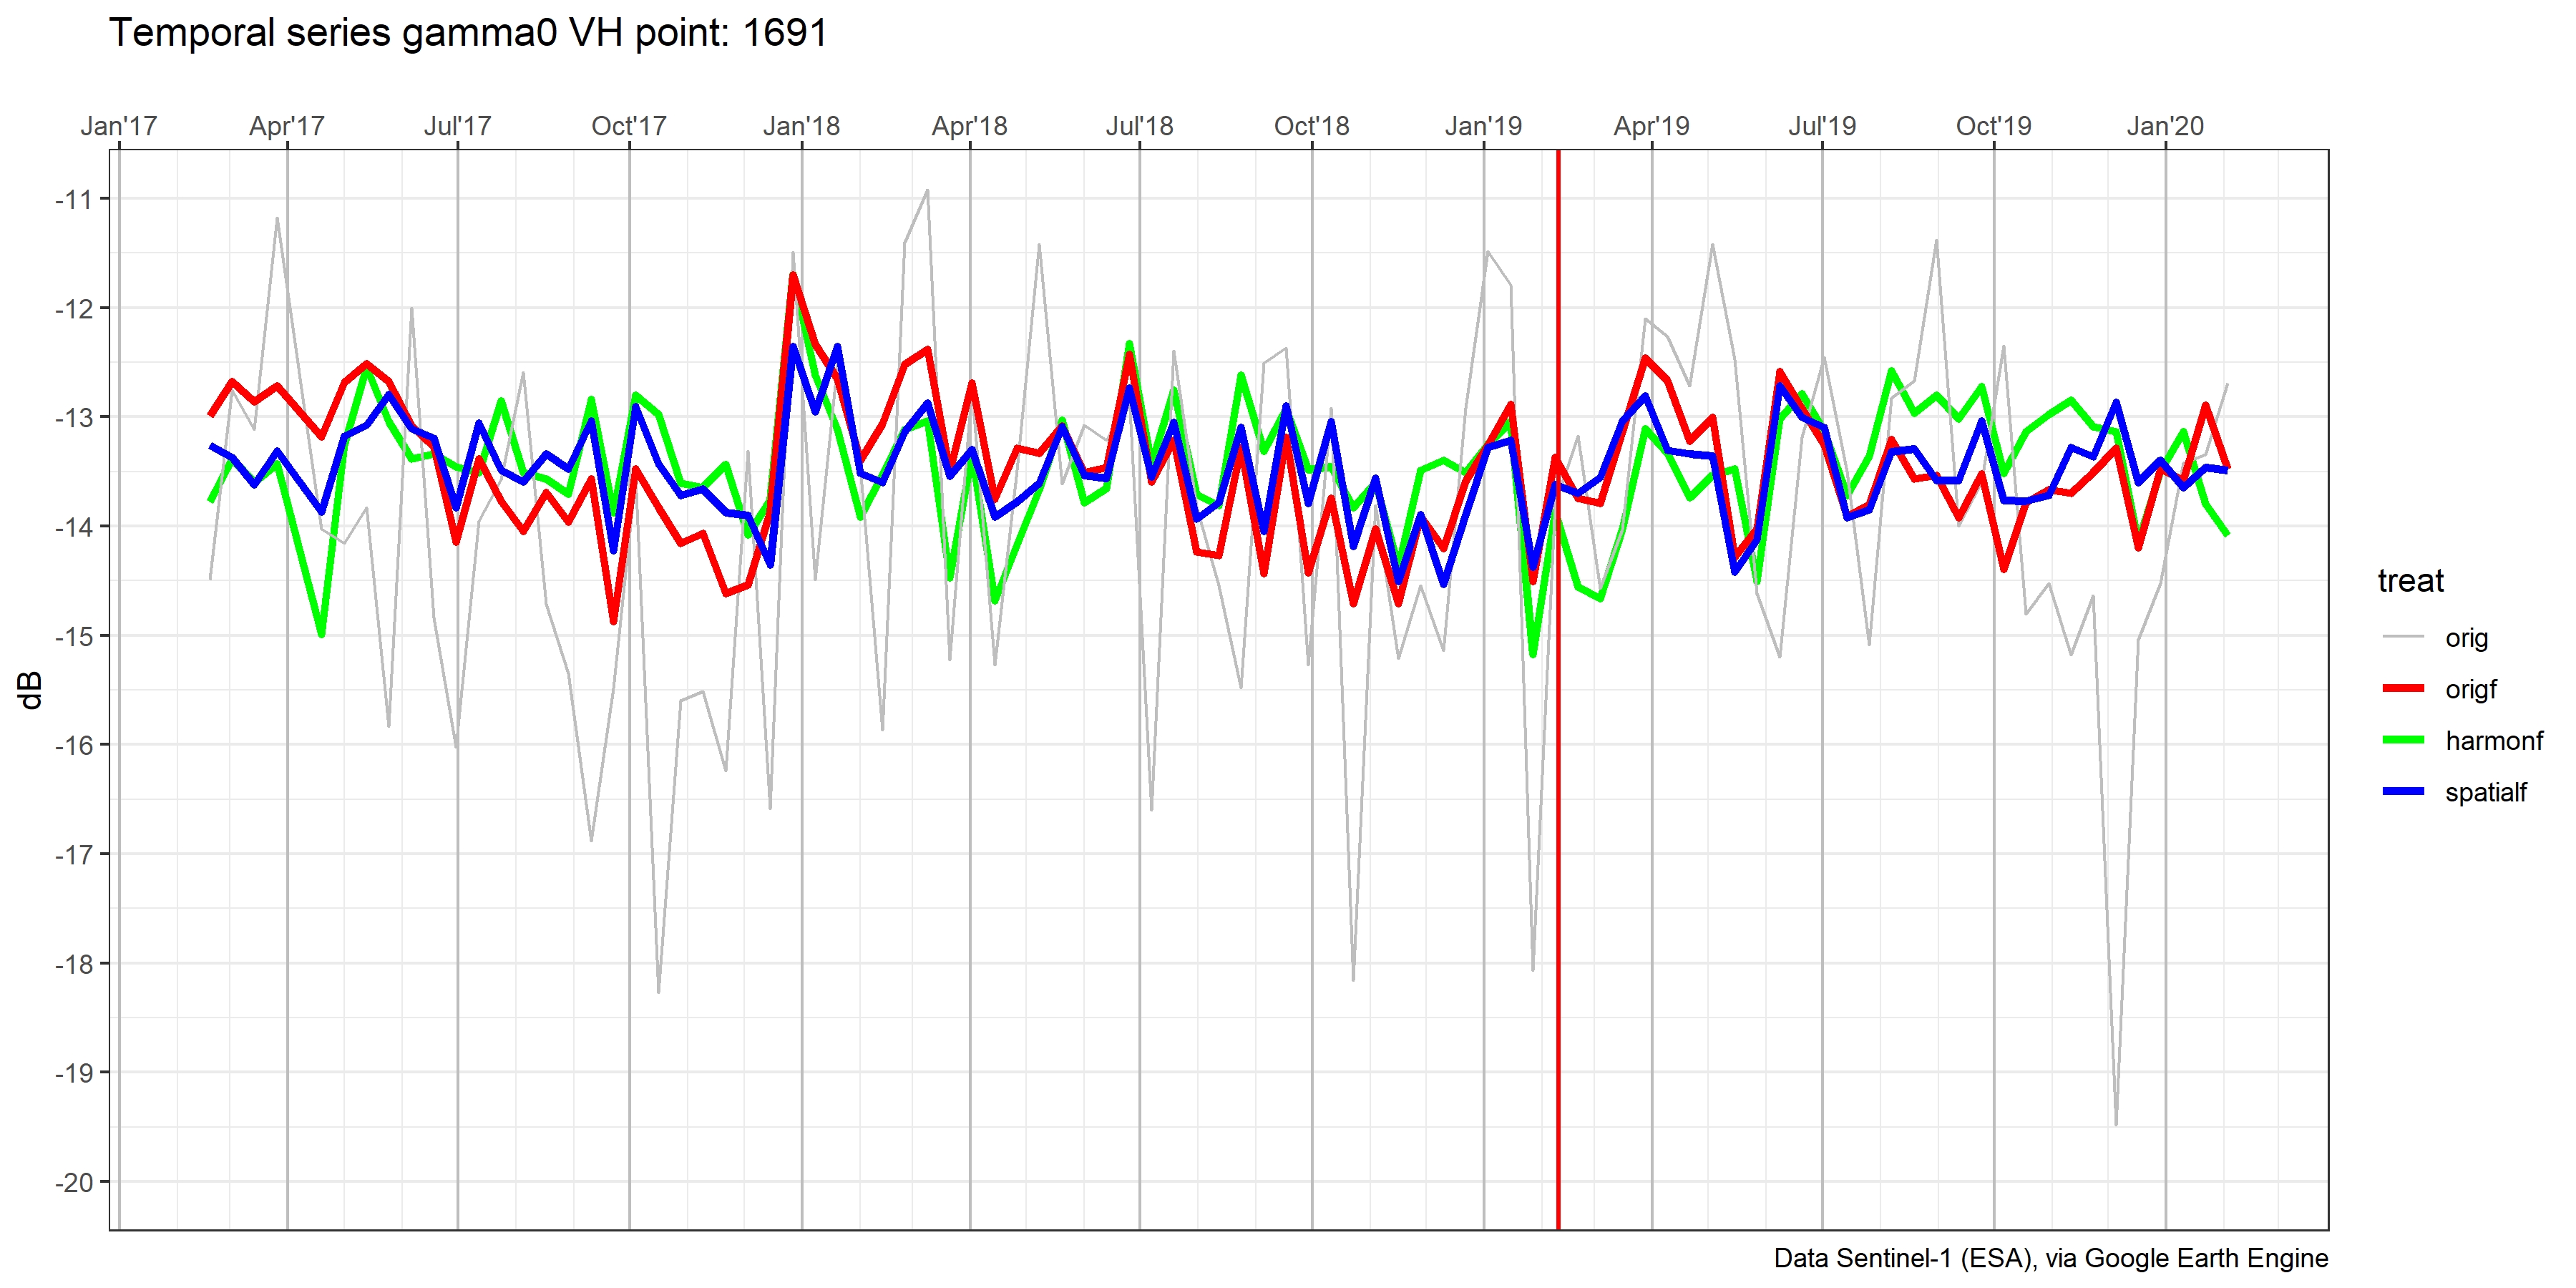 Temporal series gamma0 VH point: 1691
Jan'17 Apr'17 Jul'17 Oct'17 Jan'18 Apr'18 Jul'18 Oct'18 Jan'19 Apr'19 Jul'19 Oct'19 Jan'20
-11
-12
-13
-14
-15
-16
-17
-18
-19
-20
dB
treat
orig
origf
harmonf
spatialf
Data Sentinel-1 (ESA), via Google Earth Engine